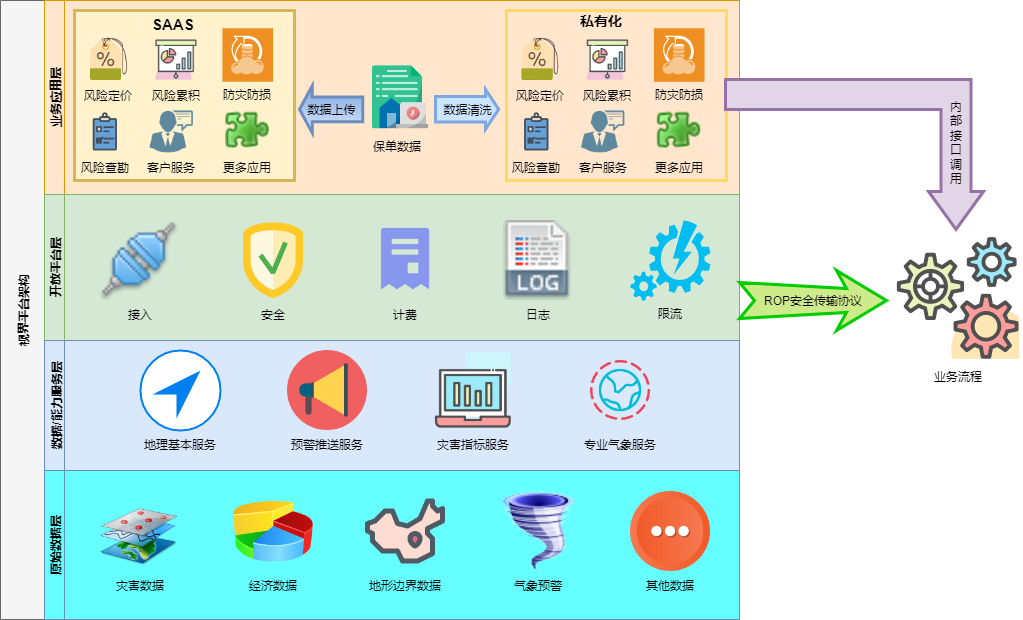 视界平台架构
业务应用层
SAAS
风险定价
风险累积
防灾防损
风险查勘
客户服务
更多应用
数据上传
保单数据
数据清洗
私有化
风险定价
风险累积
防灾防损
风险查勘
客户服务
更多应用
内部接口调用
开放平台层
接入
安全
计费
LOG
日志
限流
ROP安全传输协议
业务流程
数据/能力服务层
地理基本服务
预警推送服务
灾害指标服务
专业气象服务
原始数据层
灾害数据
经济数据
地形边界数据
气象预警
其他数据